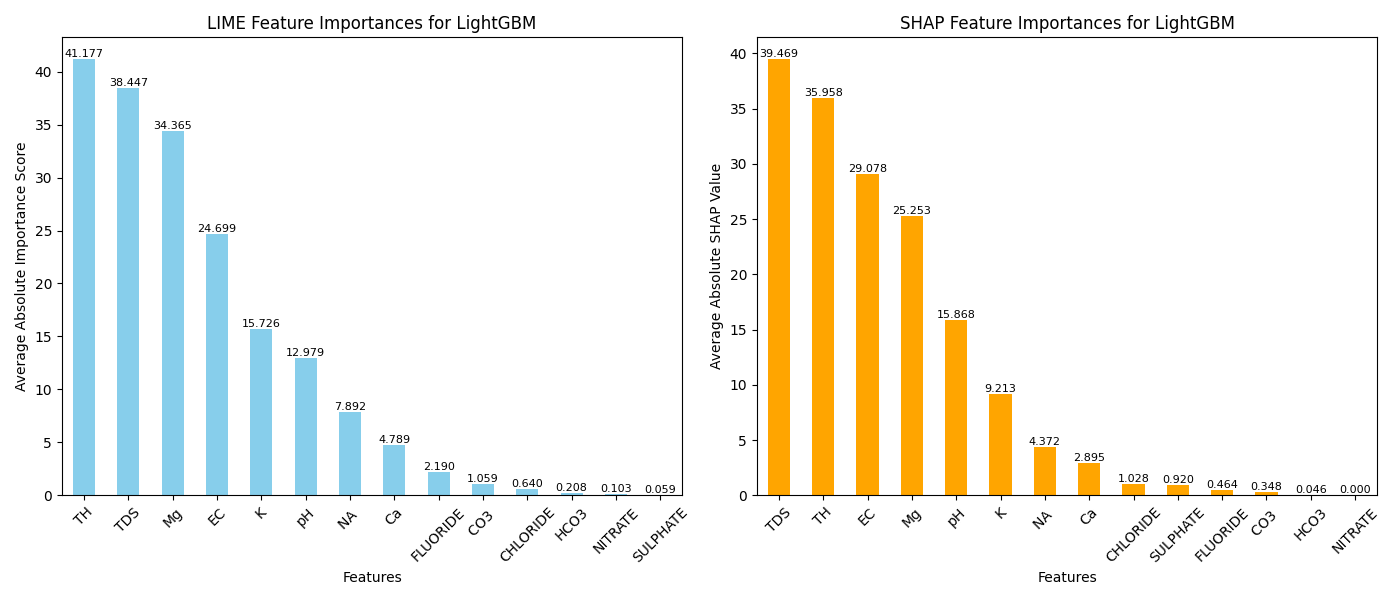 LIME Feature Importances for LightGBM
Average Absolute Importance Score
40
35
30
25
20
15
10
5
0
41.177
38.447
34.365
24.699
15.726
12.979
7.892
4.789
2.190
1.059
0.640
0.208
0.103
0.059
TH
TDS
Mg
EC
K
pH
NA
Ca
FLUORIDE
CO3
CHLORIDE
HCO3
NITRATE
SULPHATE
Features
SHAP Feature Importances for LightGBM
Average Absolute SHAP Value
40
35
30
25
20
15
10
5
0
39.469
35.958
29.078
25.253
15.868
9.213
4.372
2.895
1.028
0.920
0.464
0.348
0.046
0.000
TDS
TH
EC
Mg
pH
K
NA
Ca
CHLORIDE
SULPHATE
FLUORIDE
CO3
HCO3
NITRATE
Features